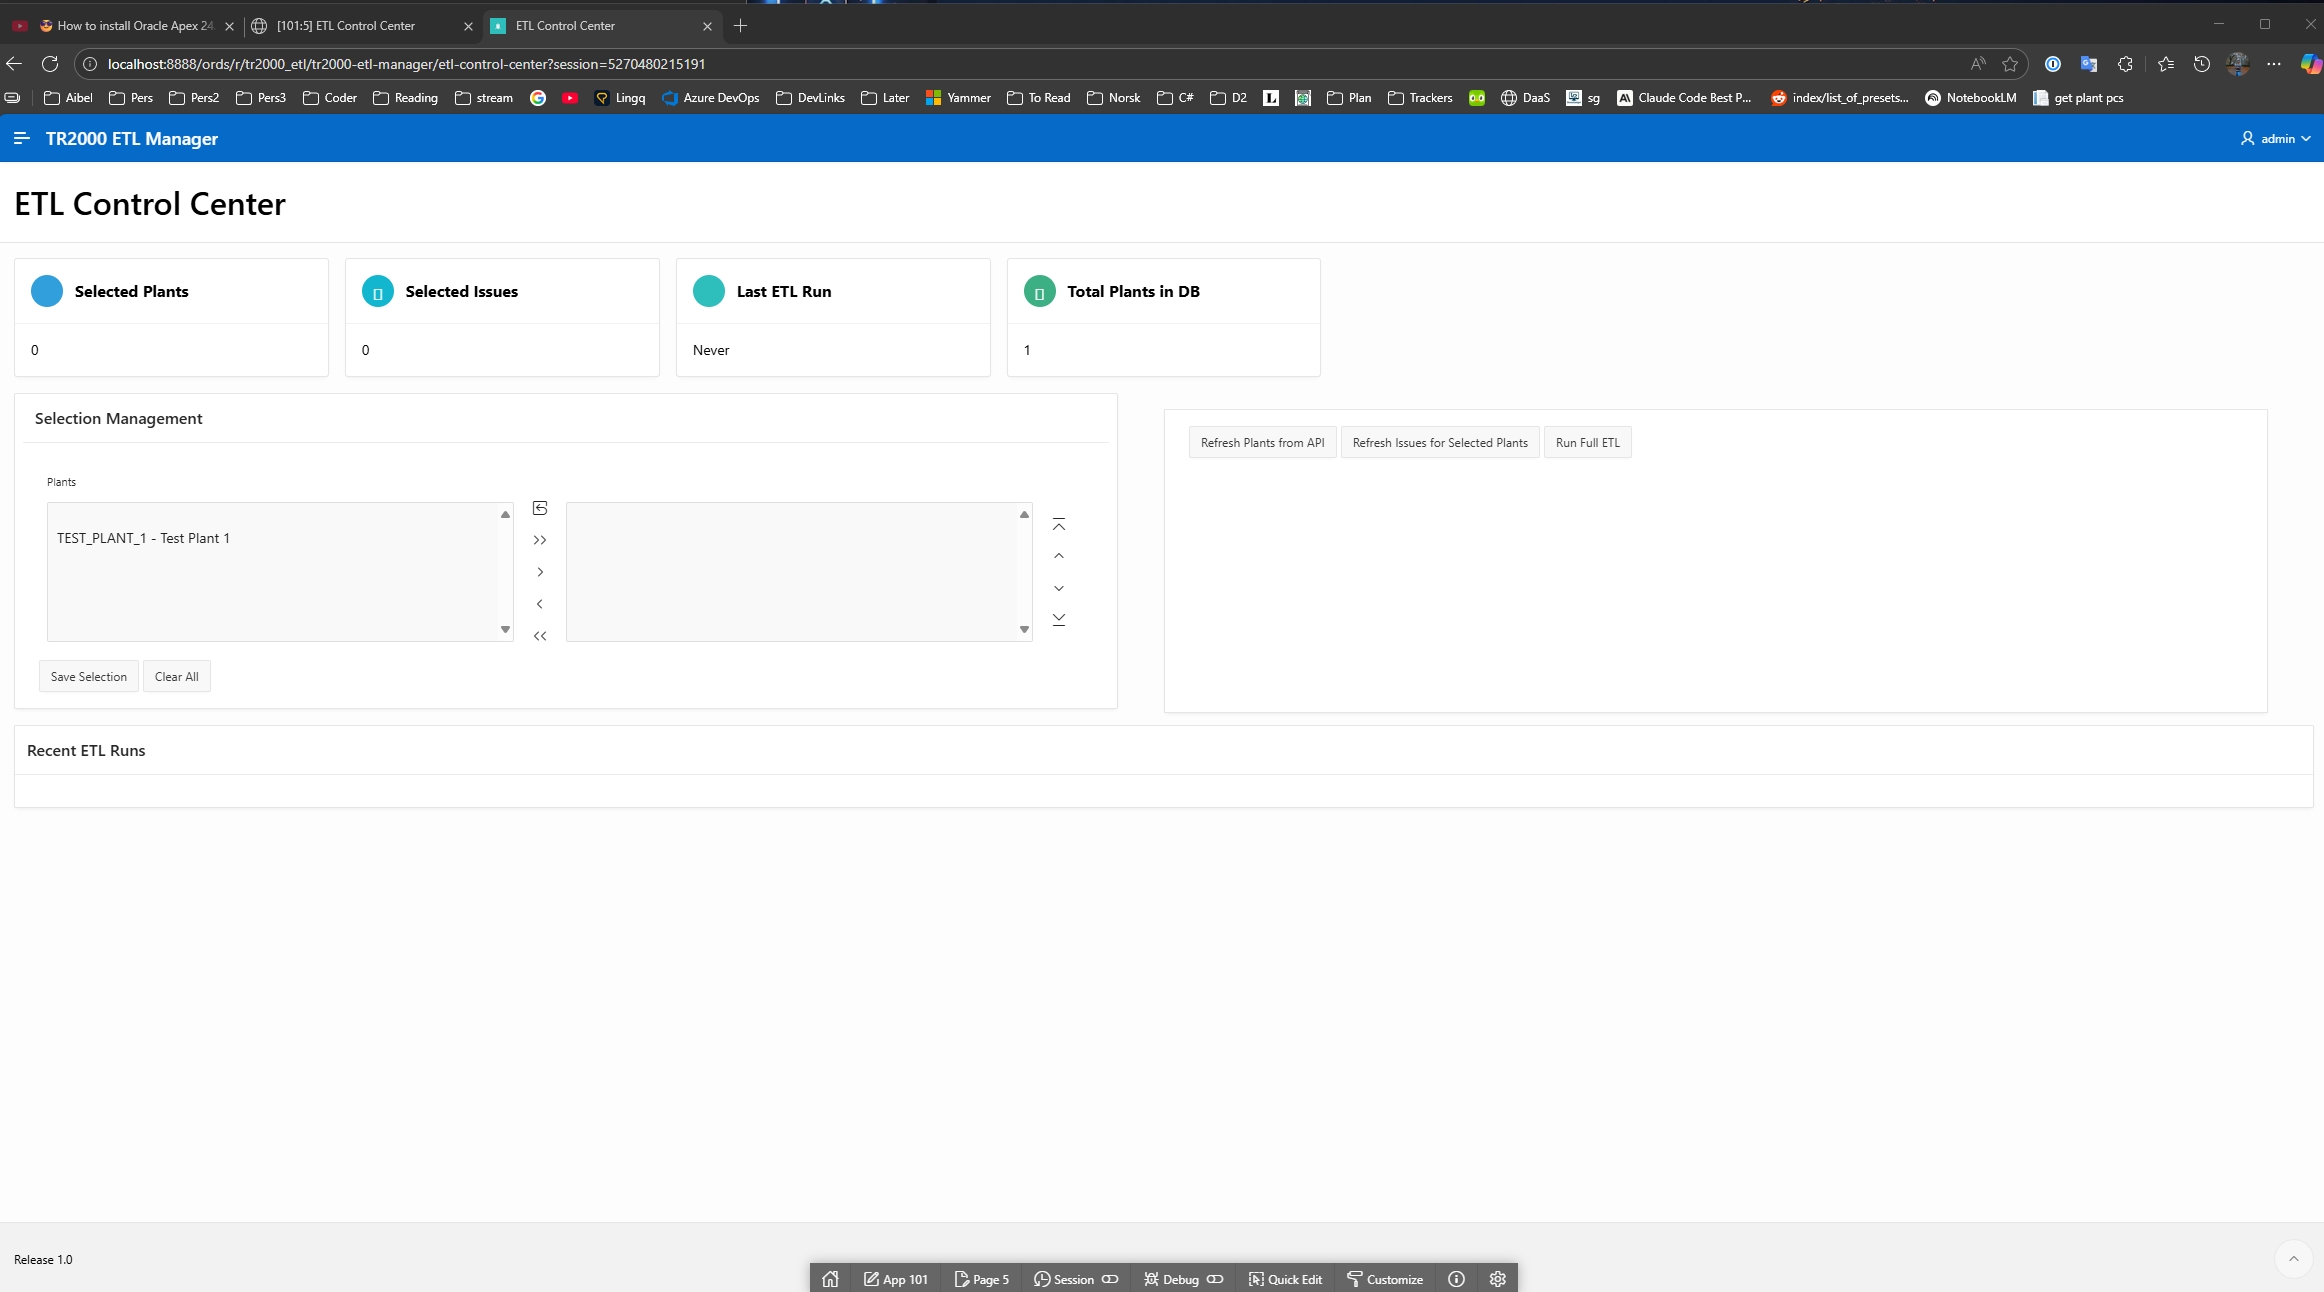 How to install Oracle Apex 24.
[101:5] ETL Control Center
ETL Control Center
localhost:8888/ords/r/tr2000_etl/tr2000-etl-manager/etl-control-center?session=5270480215191
Aibel Pers Pers2 Pers3 Coder Reading stream Lingq Azure DevOps DevLinks Later Yammer To Read Norsk C# D2 Plan Trackers DaaS sg Claude Code Best P... index/list_of_presets... NotebookLM get plant pcs
TR2000 ETL Manager
admin
ETL Control Center
Selected Plants
0
Selected Issues
0
Last ETL Run
Never
Total Plants in DB
1
Selection Management
Plants
TEST_PLANT_1 - Test Plant 1
Save Selection Clear All
Refresh Plants from API Refresh Issues for Selected Plants Run Full ETL
Recent ETL Runs
Release 1.0
App 101 Page 5 Session Debug Quick Edit Customize